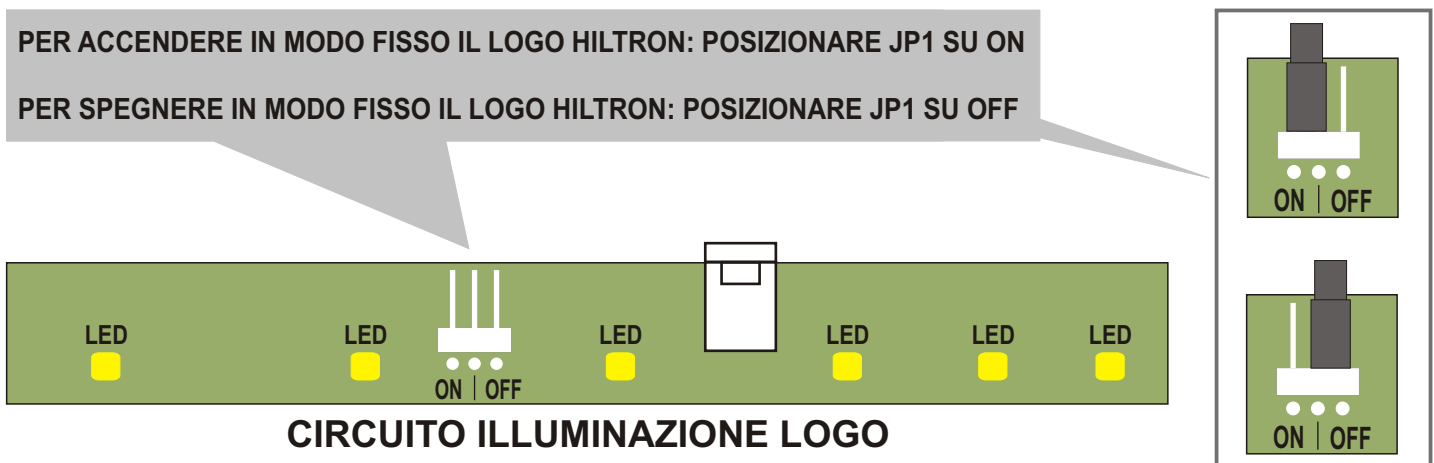 PER ACCENDERE IN MODO FISSO IL LOGO HILTRON: POSIZIONARE JP1 SU ON
PER SPEGNERE IN MODO FISSO IL LOGO HILTRON: POSIZIONARE JP1 SU OFF
ON | OFF
LED LED LED LED LED LED
ON | OFF
ON | OFF
CIRCUITO ILLUMINAZIONE LOGO